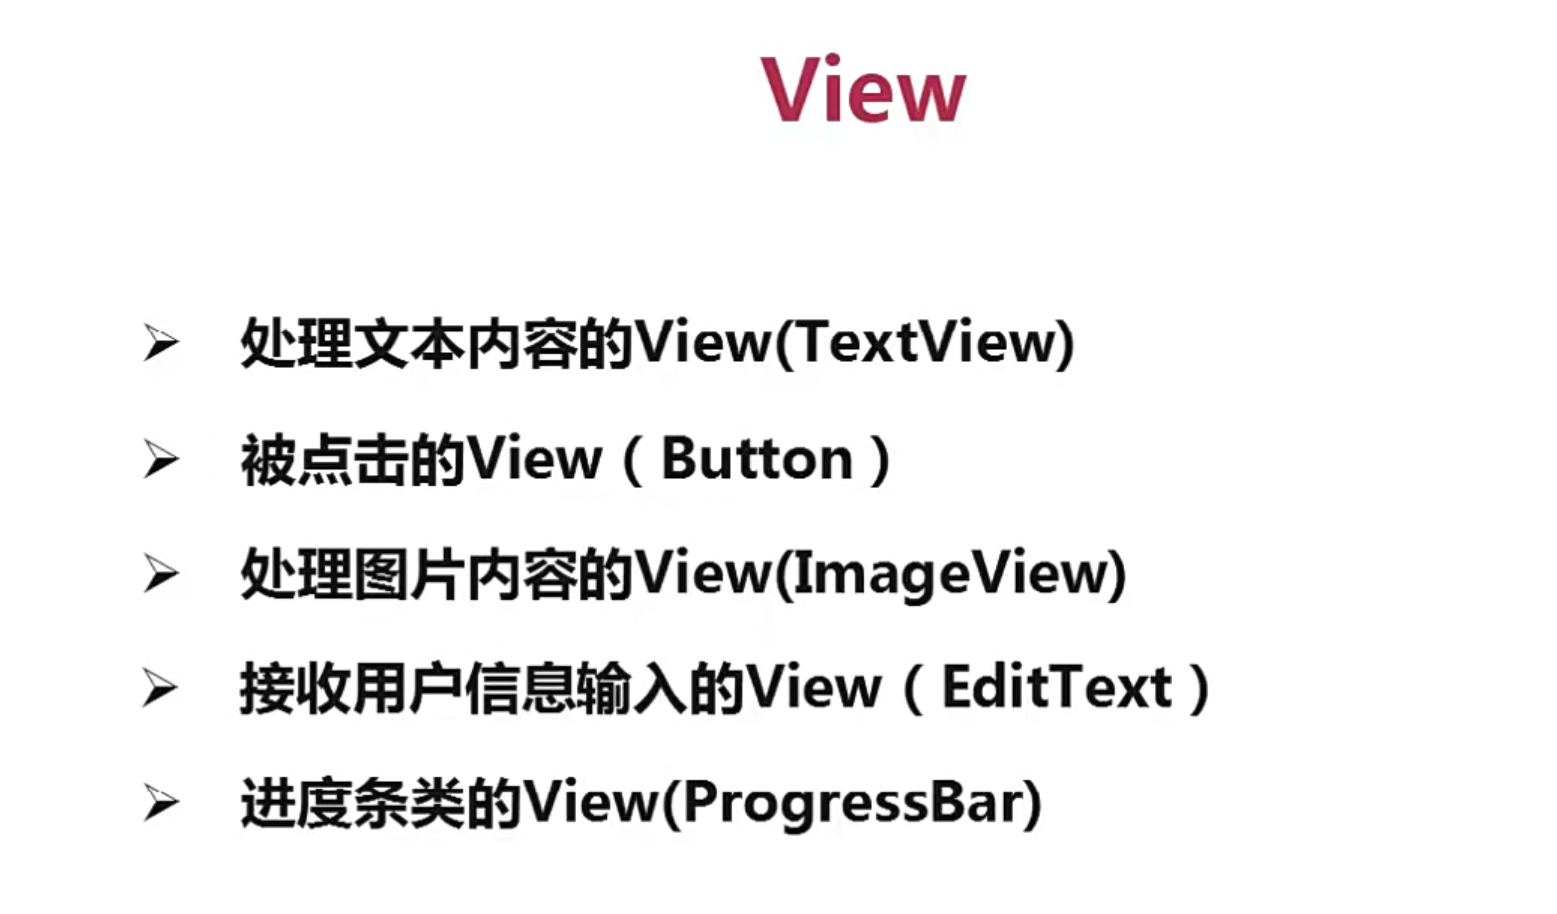 View
处理文本内容的View(TextView)
被点击的View（Button）
处理图片内容的View(ImageView)
接收用户信息输入的View（EditText）
进度条类的View(ProgressBar)